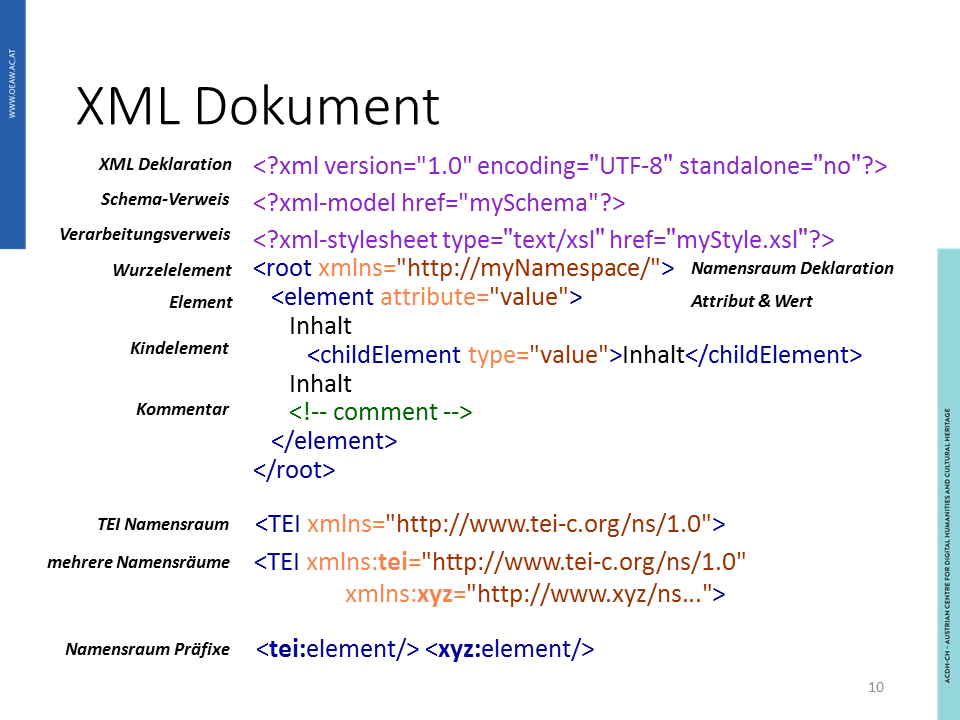 WWW.OEAW.AC.AT
XML Dokument
XML Deklaration <?xml version="1.0" encoding="UTF-8" standalone="no"?>
Schema-Verweis <?xml-model href="mySchema"?>
Verarbeitungsverweis <?xml-stylesheet type="text/xsl" href="myStyle.xsl"?>
Wurzelelement <root xmlns="http://myNamespace/"> Namensraum Deklaration
Element <element attribute="value"> Attribut & Wert
Inhalt
Kindelement <childElement type="value">Inhalt</childElement>
Inhalt
Kommentar <!-- comment -->
</element>
</root>
TEI Namensraum <TEI xmlns="http://www.tei-c.org/ns/1.0">
mehrere Namensräume <TEI xmlns:tei="http://www.tei-c.org/ns/1.0"
xmlns:xyz="http://www.xyz/ns...">
Namensraum Präfixe <tei:element/> <xyz:element/>
10
ACDH-CH – AUSTRIAN CENTRE FOR DIGITAL HUMANITIES AND CULTURAL HERITAGE